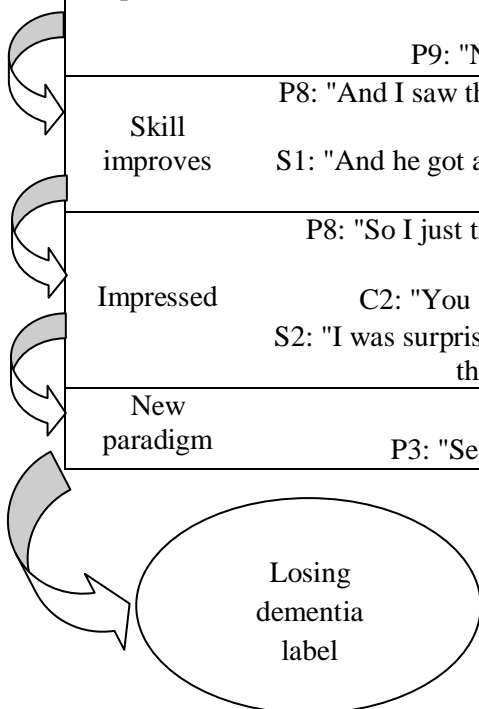 P9: "N
Skill
improves
P8: "And I saw th
S1: "And he got a
Impressed
P8: "So I just t
C2: "You
S2: "I was surpris
th
New
paradigm
P3: "Se
Losing
dementia
label